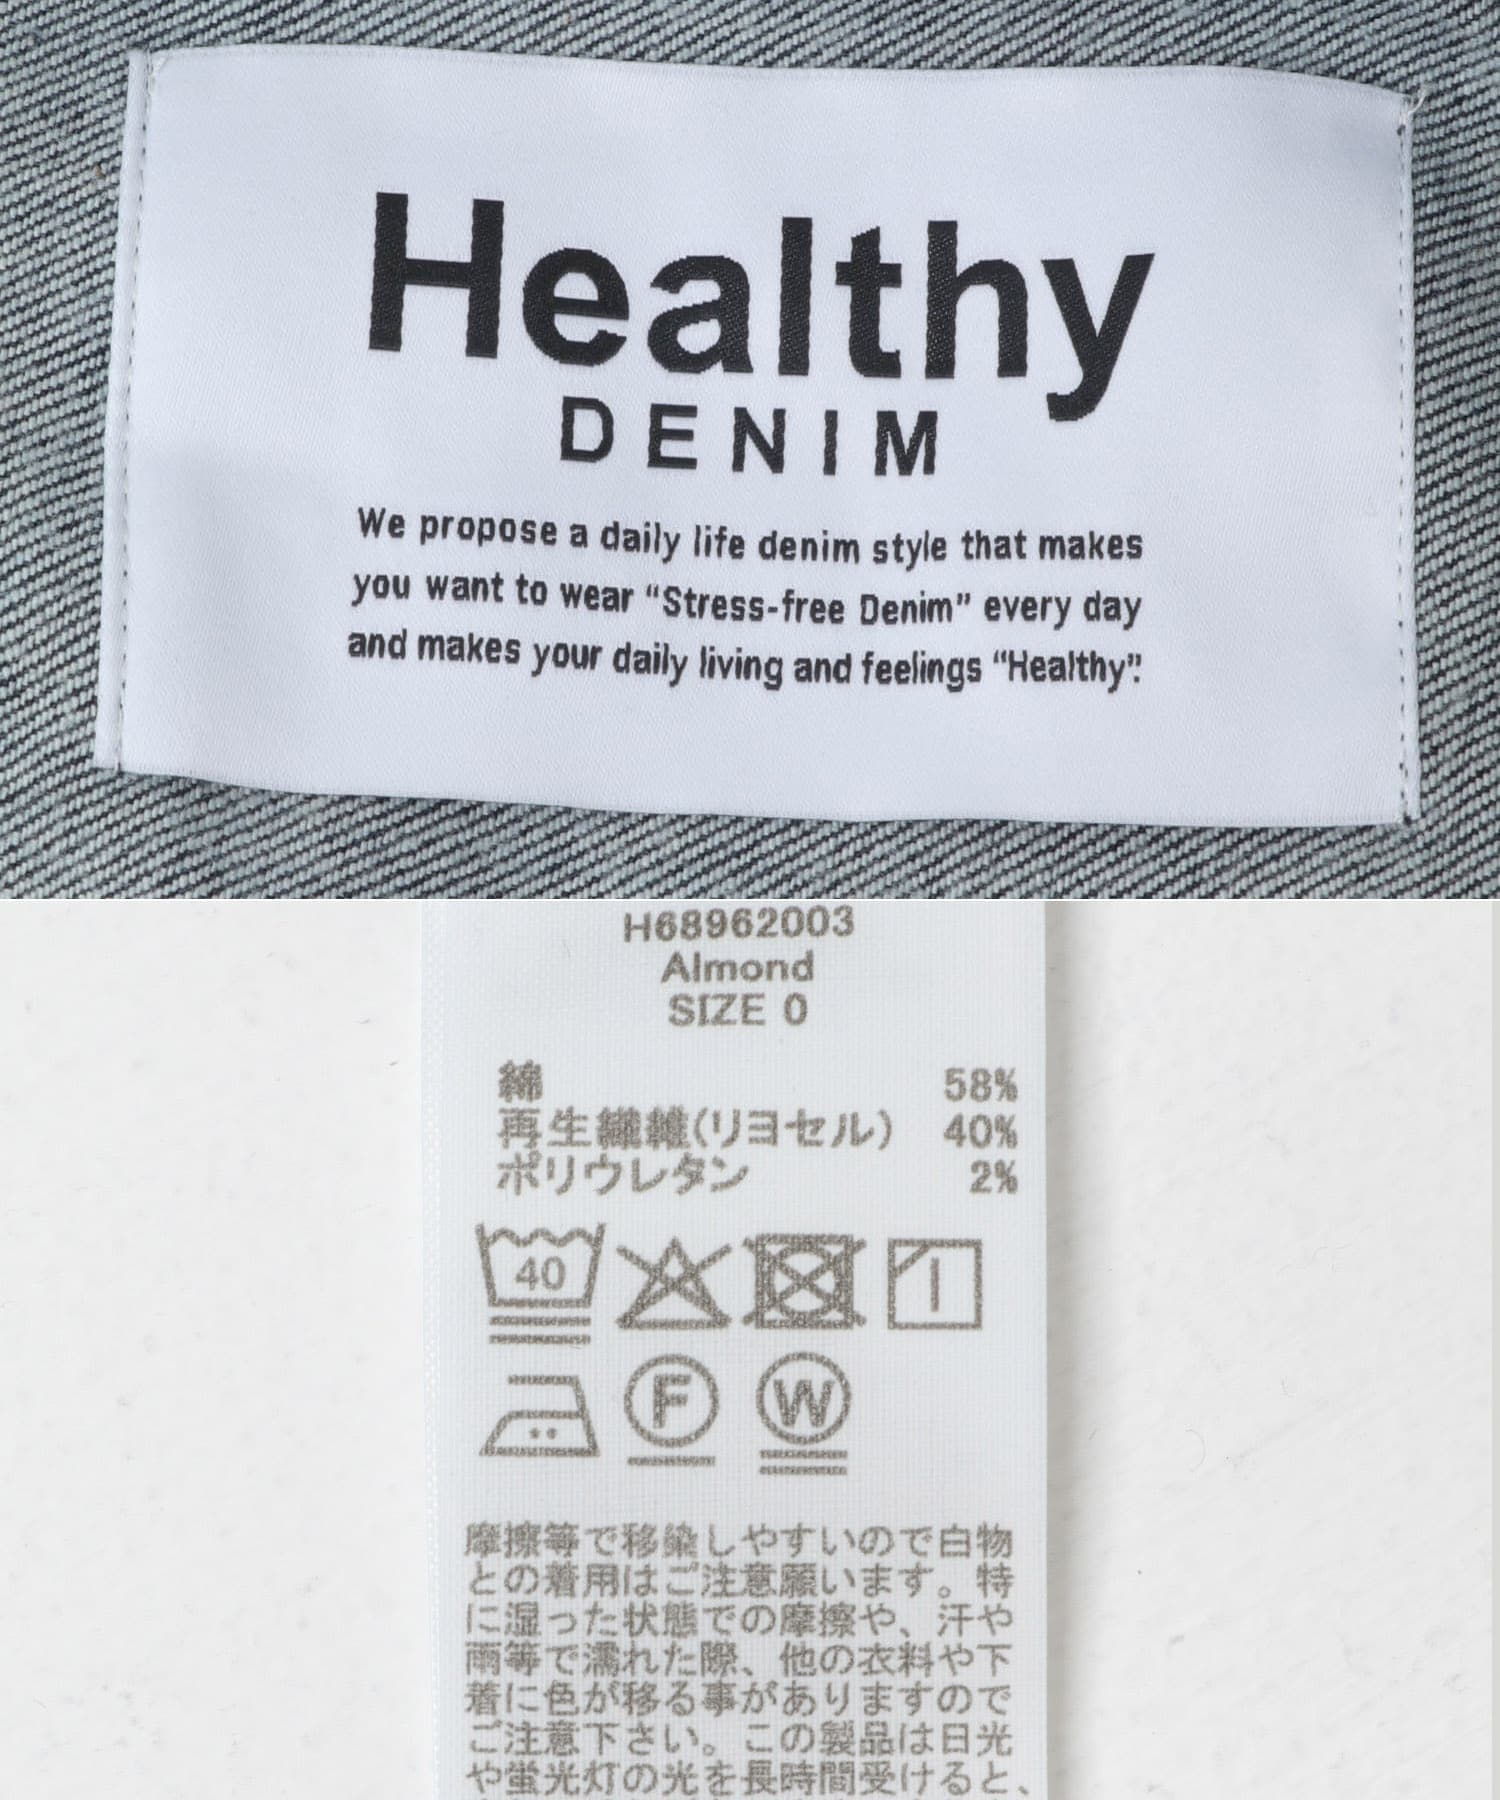 Healthy
DENIM
We propose a daily life denim style that makes
you want to wear “Stress-free Denim” every day
and makes your daily living and feelings “Healthy”.
H68962003
Almond
SIZE 0
綿 58%
再生繊維(リヨセル) 40%
ポリウレタン 2%
40
F W
摩擦等で移染しやすいので白物
との着用はご注意願います。特
に湿った状態での摩擦や、汗や
雨等で濡れた際、他の衣料や下
着に色が移る事がありますので
ご注意下さい。この製品は日光
や蛍光灯の光を長時間受けると、